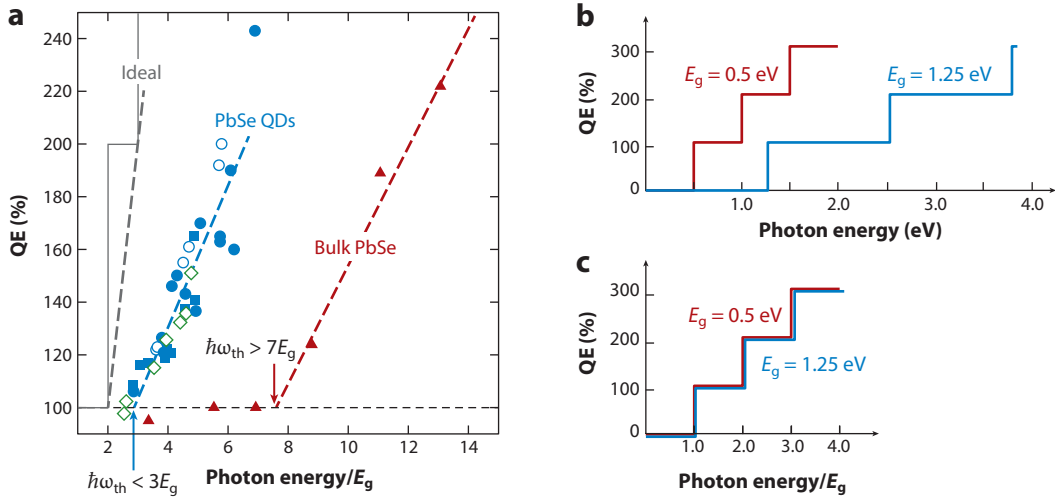 a
240
220
200
180
160
140
120
100
QE (%)
Ideal
PbSe QDs
Bulk PbSe
ℏω_th > 7E_g
2
4
6
8
10
12
14
Photon energy/E_g
ℏω_th < 3E_g
b
300
200
100
0
QE (%)
E_g = 0.5 eV
E_g = 1.25 eV
1.0
2.0
3.0
4.0
Photon energy (eV)
c
300
200
100
0
QE (%)
E_g = 0.5 eV
E_g = 1.25 eV
1.0
2.0
3.0
4.0
Photon energy/E_g